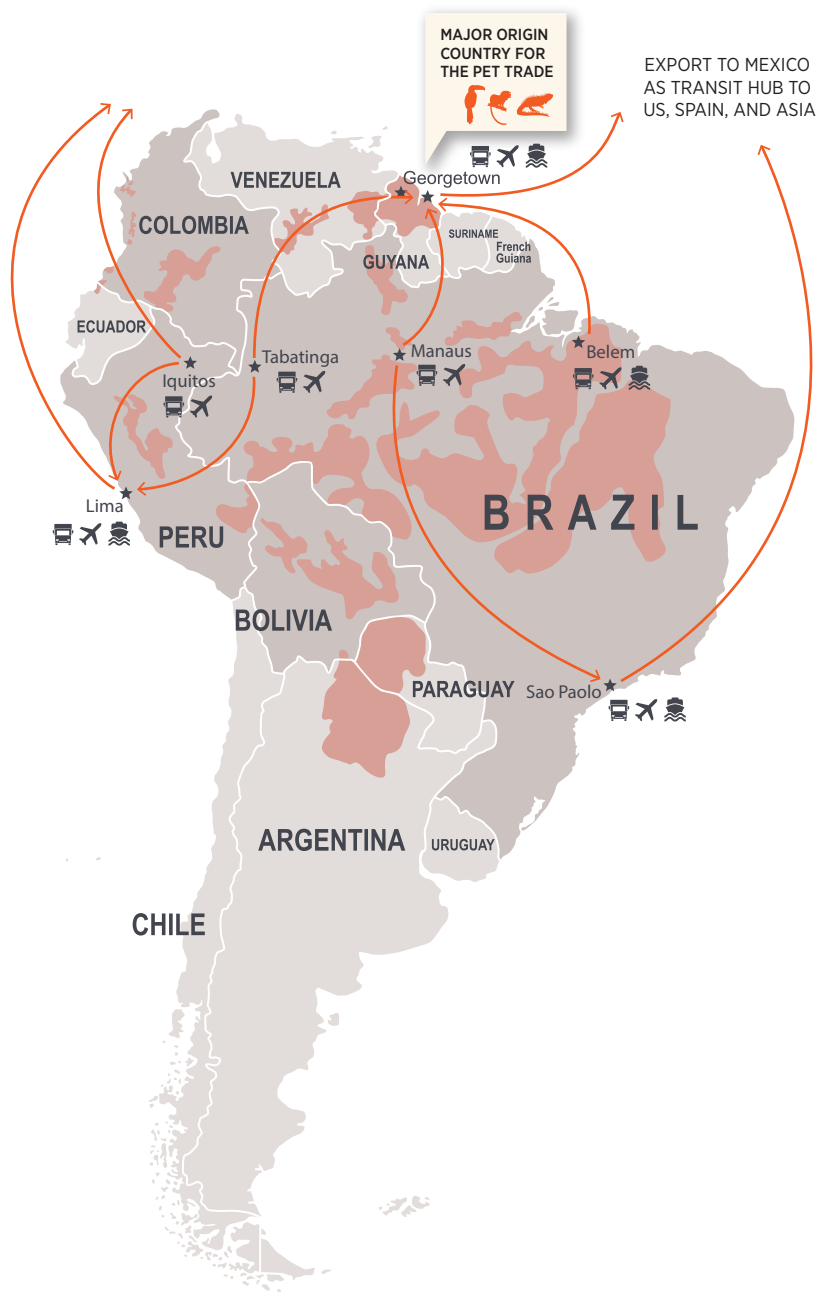 MAJOR ORIGIN
COUNTRY FOR
THE PET TRADE
EXPORT TO MEXICO
AS TRANSIT HUB TO
US, SPAIN, AND ASIA
Georgetown
VENEZUELA
COLOMBIA
SURINAME
French
Guiana
GUYANA
ECUADOR
Tabatinga
Manaus
Belem
Iquitos
Lima
PERU
BRAZIL
BOLIVIA
PARAGUAY
Sao Paolo
ARGENTINA
URUGUAY
CHILE